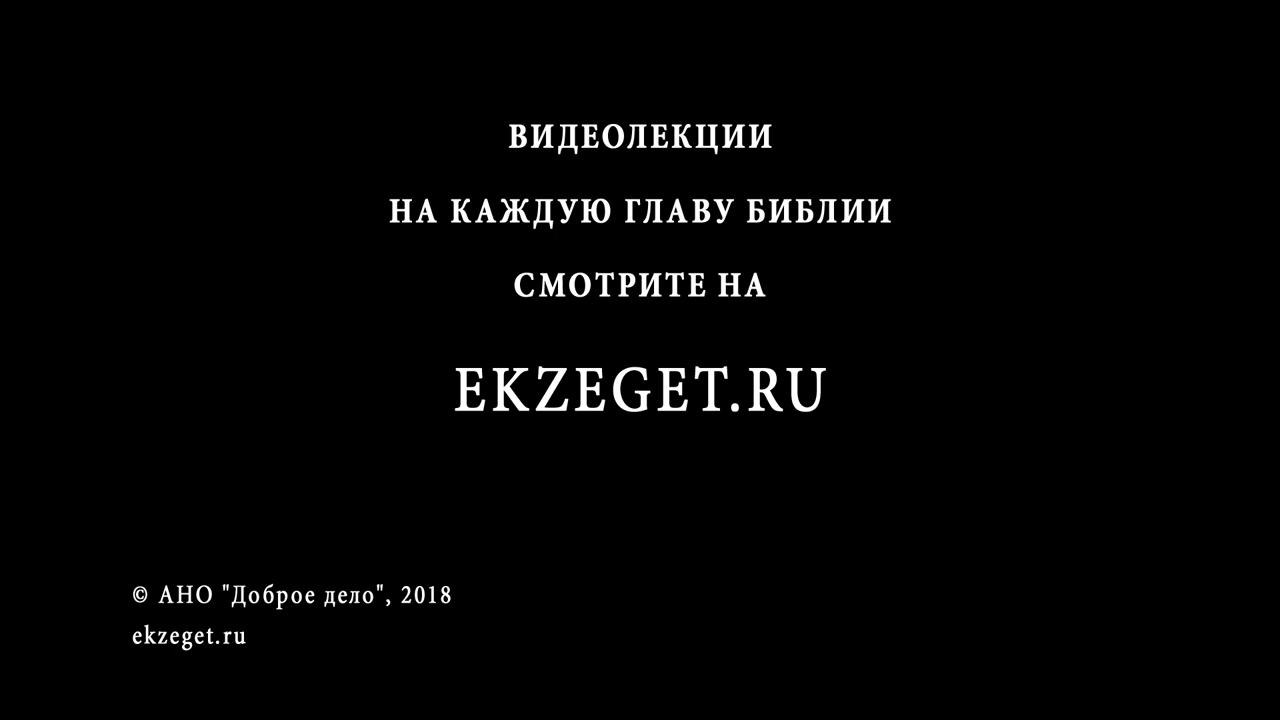 ВИДЕОЛЕКЦИИ
НА КАЖДУЮ ГЛАВУ БИБЛИИ
СМОТРИТЕ НА
EKZEGET.RU
© АНО "Доброе дело", 2018
ekzeget.ru